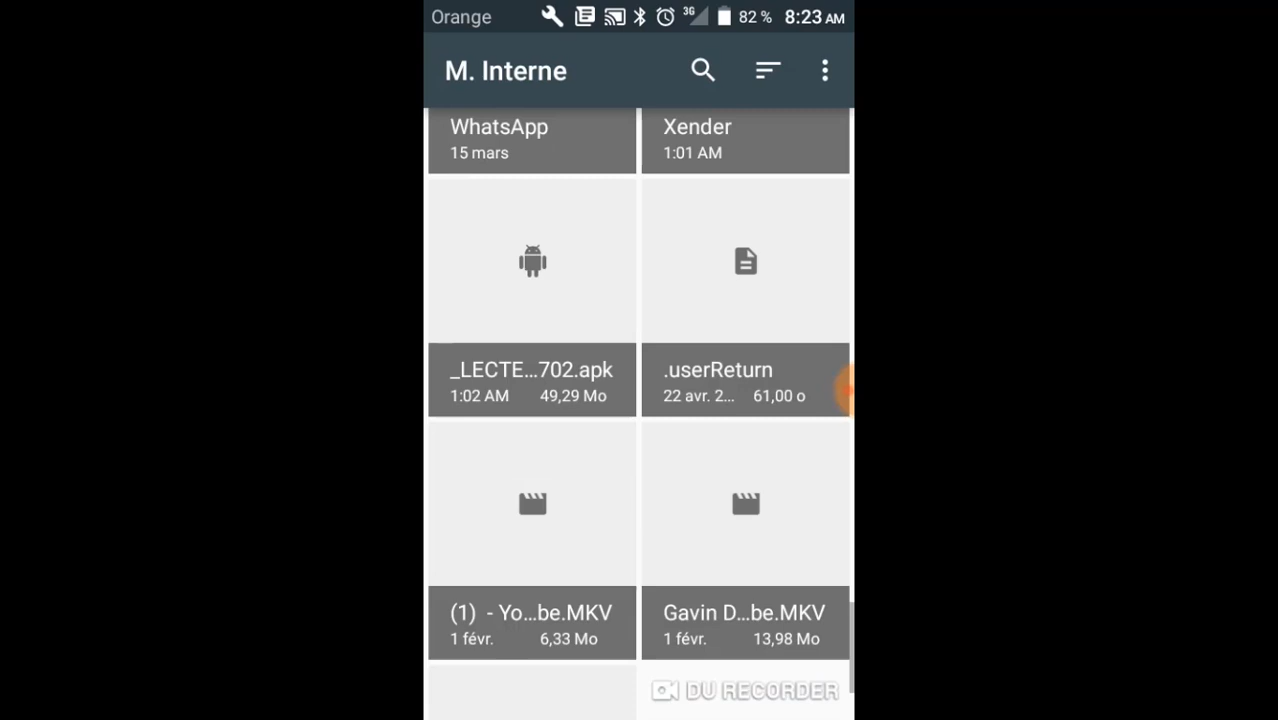 Orange 3G 82 % 8:23 AM
M. Interne
WhatsApp
15 mars
Xender
1:01 AM
_LECTE...702.apk
1:02 AM 49,29 Mo
.userReturn
22 avr. 2... 61,00 o
(1) - Yo...be.MKV
1 févr. 6,33 Mo
Gavin D...be.MKV
1 févr. 13,98 Mo
DU RECORDER